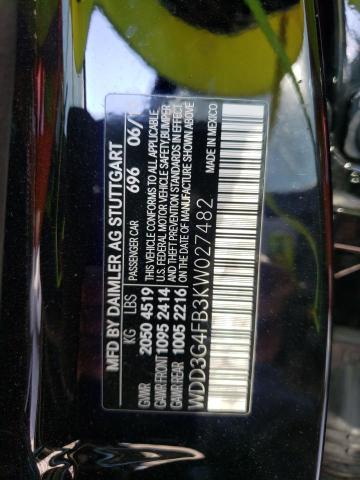 MFD BY DAIMLER AG STUTTGART
PASSENGER CAR 696 06/
KG LBS
GVWR 2050 4519
GAWR FRONT 1095 2414
GAWR REAR 1005 2216
THIS VEHICLE CONFORMS TO ALL APPLICABLE
U.S. FEDERAL MOTOR VEHICLE SAFETY, BUMPER,
AND THEFT PREVENTION STANDARDS IN EFFECT
ON THE DATE OF MANUFACTURE SHOWN ABOVE
WDD3G4FB3KW027482
MADE IN MEXICO